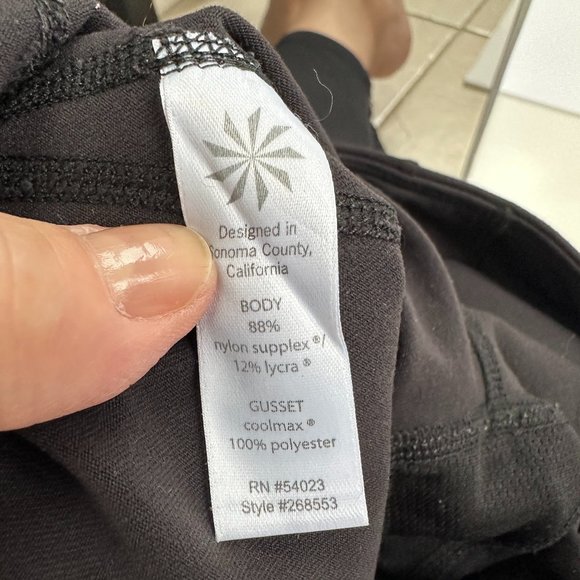 Designed in
Sonoma County,
California
BODY
88%
nylon supplex®/
12% lycra®
GUSSET
coolmax®
100% polyester
RN #54023
Style #268553